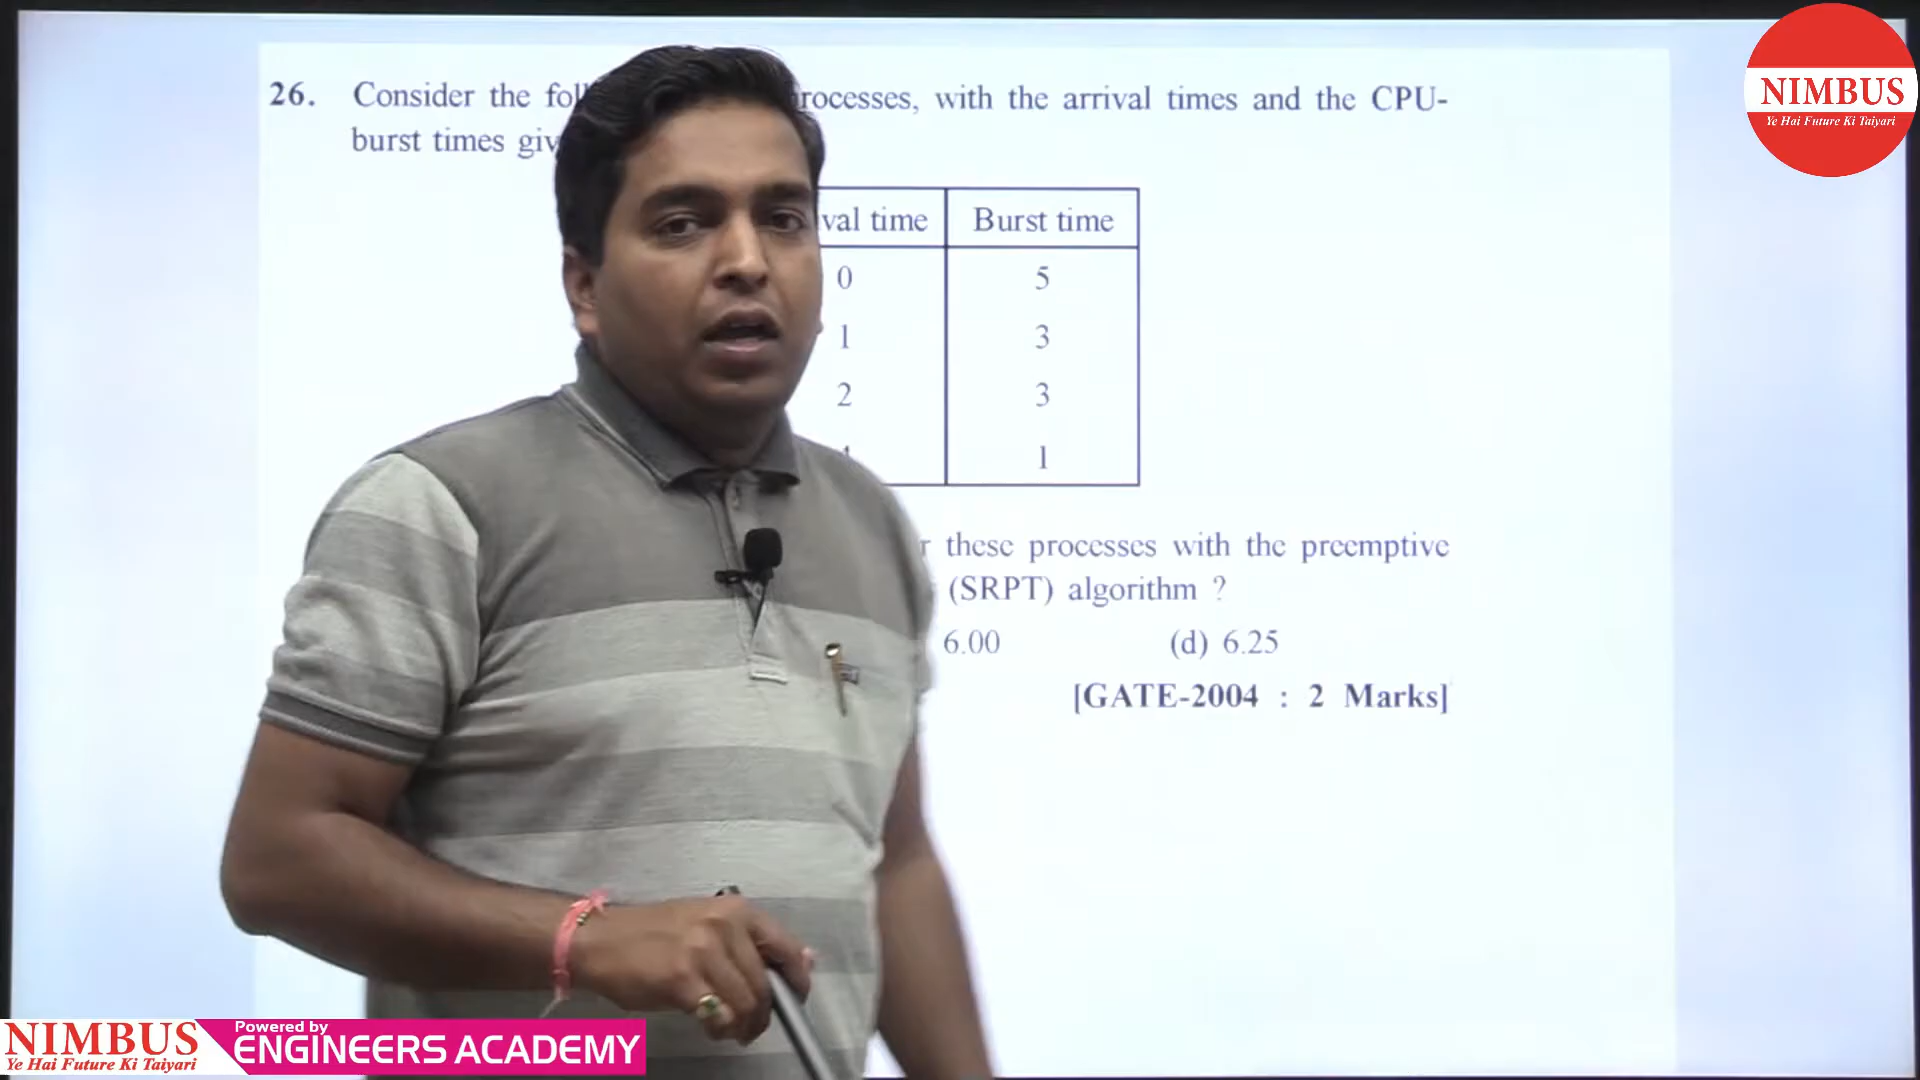 26. Consider the rocesses, with the arrival times and the CPU-
burst times
val time Burst time
0 5
1 3
2 3
1
these processes with the preemptive
(SRPT) algorithm ?
6.00 (d) 6.25
[GATE-2004 : 2 Marks]
NIMBUS
Ye Hai Future Ki Taiyari
NIMBUS
Ye Hai Future Ki Taiyari
Powered by
ENGINEERS ACADEMY